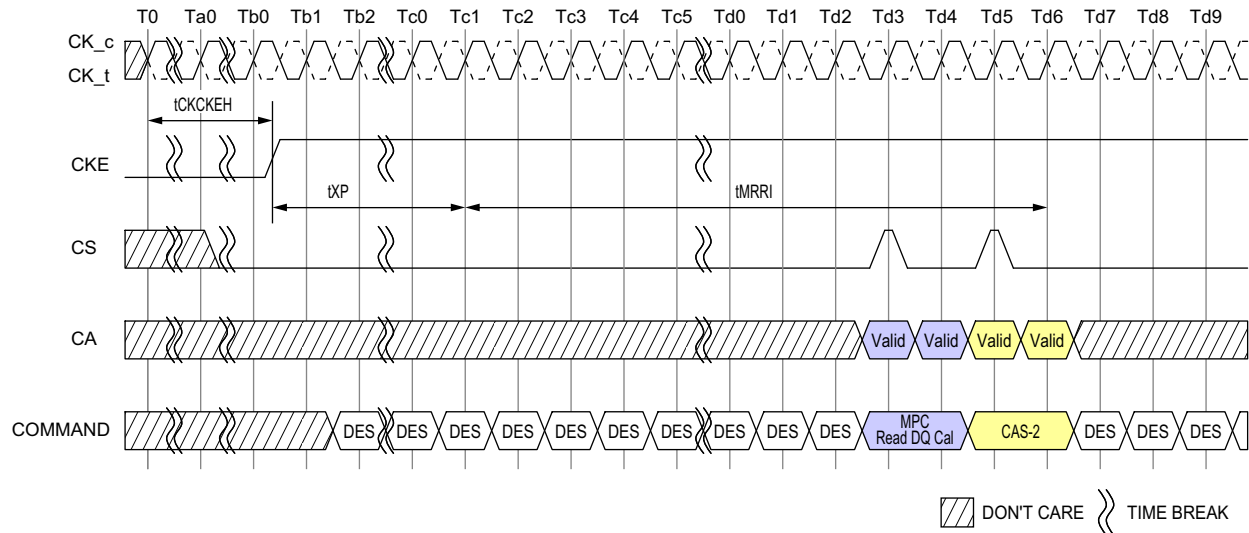 T0 Ta0 Tb0 Tb1 Tb2 Tc0 Tc1 Tc2 Tc3 Tc4 Tc5 Td0 Td1 Td2 Td3 Td4 Td5 Td6 Td7 Td8 Td9
CK_c
CK_t
tCKCKEH
CKE
tXP tMRRI
CS
CA Valid Valid Valid Valid
COMMAND DES DES DES DES DES DES DES DES DES DES MPC Read DQ Cal CAS-2 DES DES DES
DON'T CARE TIME BREAK